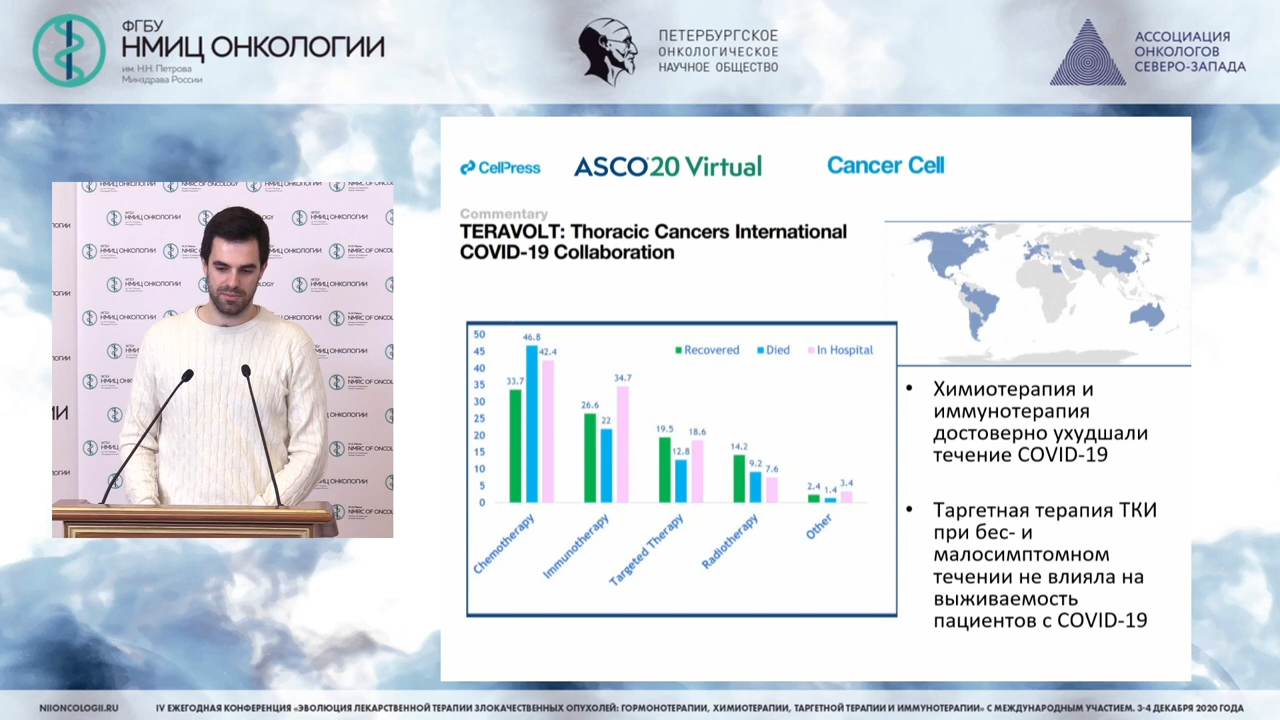 ФГБУ
НМИЦ ОНКОЛОГИИ
им. Н.Н. Петрова
Минздрава России
ПЕТЕРБУРГСКОЕ
ОНКОЛОГИЧЕСКОЕ
НАУЧНОЕ ОБЩЕСТВО
АССОЦИАЦИЯ
ОНКОЛОГОВ
СЕВЕРО-ЗАПАДА
CellPress
ASCO 20 Virtual
Cancer Cell
Commentary
TERAVOLT: Thoracic Cancers International
COVID-19 Collaboration
50
45
40
35
30
25
20
15
10
5
0
Recovered
Died
In Hospital
33.7
46.8
42.4
26.6
22
34.7
19.5
12.8
18.6
14.2
9.2
7.6
2.4
1.4
3.4
Chemotherapy
Immunotherapy
Targeted Therapy
Radiotherapy
Other
• Химиотерапия и
иммунотерапия
достоверно ухудшали
течение COVID-19
• Таргетная терапия ТКИ
при бес- и
малосимптомном
течении не влияла на
выживаемость
пациентов с COVID-19
NIIONCOLOGII.RU
IV ЕЖЕГОДНАЯ КОНФЕРЕНЦИЯ «ЭВОЛЮЦИЯ ЛЕКАРСТВЕННОЙ ТЕРАПИИ ЗЛОКАЧЕСТВЕННЫХ ОПУХОЛЕЙ: ГОРМОНОТЕРАПИИ, ХИМИОТЕРАПИИ, ТАРГЕТНОЙ ТЕРАПИИ И ИММУНОТЕРАПИИ» С МЕЖДУНАРОДНЫМ УЧАСТИЕМ. 3-4 ДЕКАБРЯ 2020 ГОДА